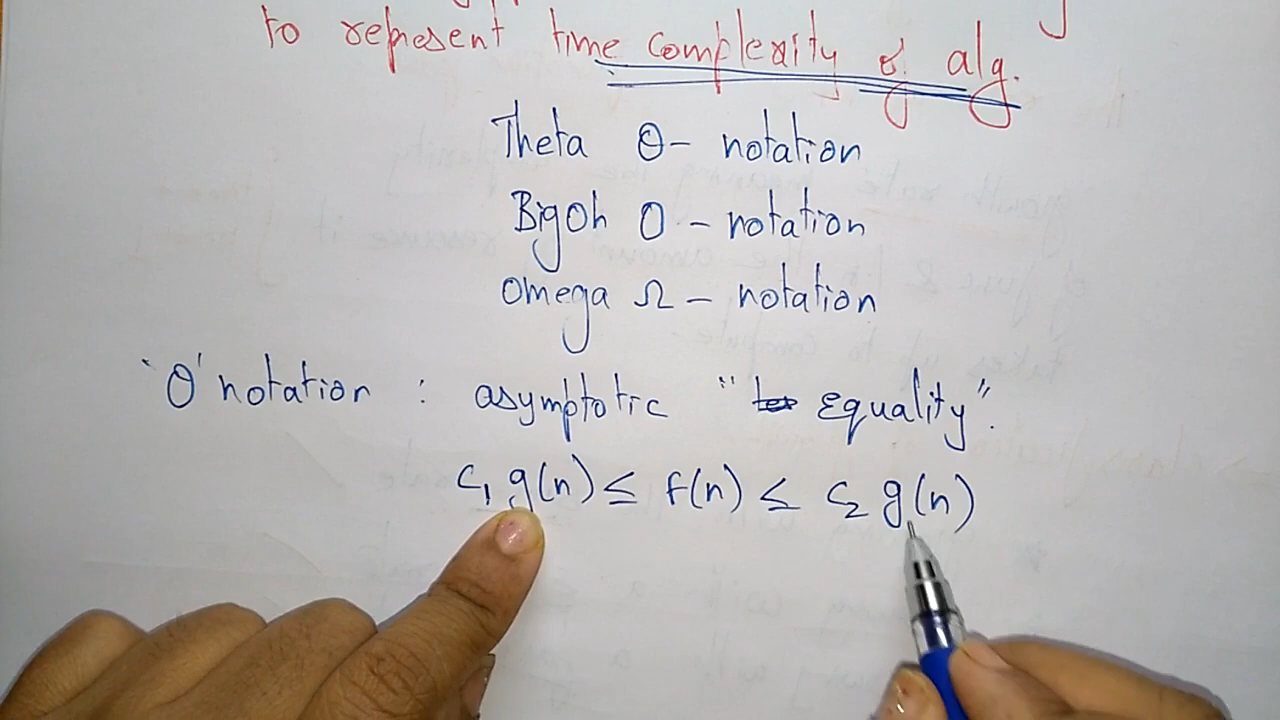 to represent time complexity of alg.
Theta θ- notation
Bigoh O - notation
Omega Ω - notation
'θ' notation : asymptotic " Equality".
C₁ g(n) ≤ f(n) ≤ C₂ g(n)